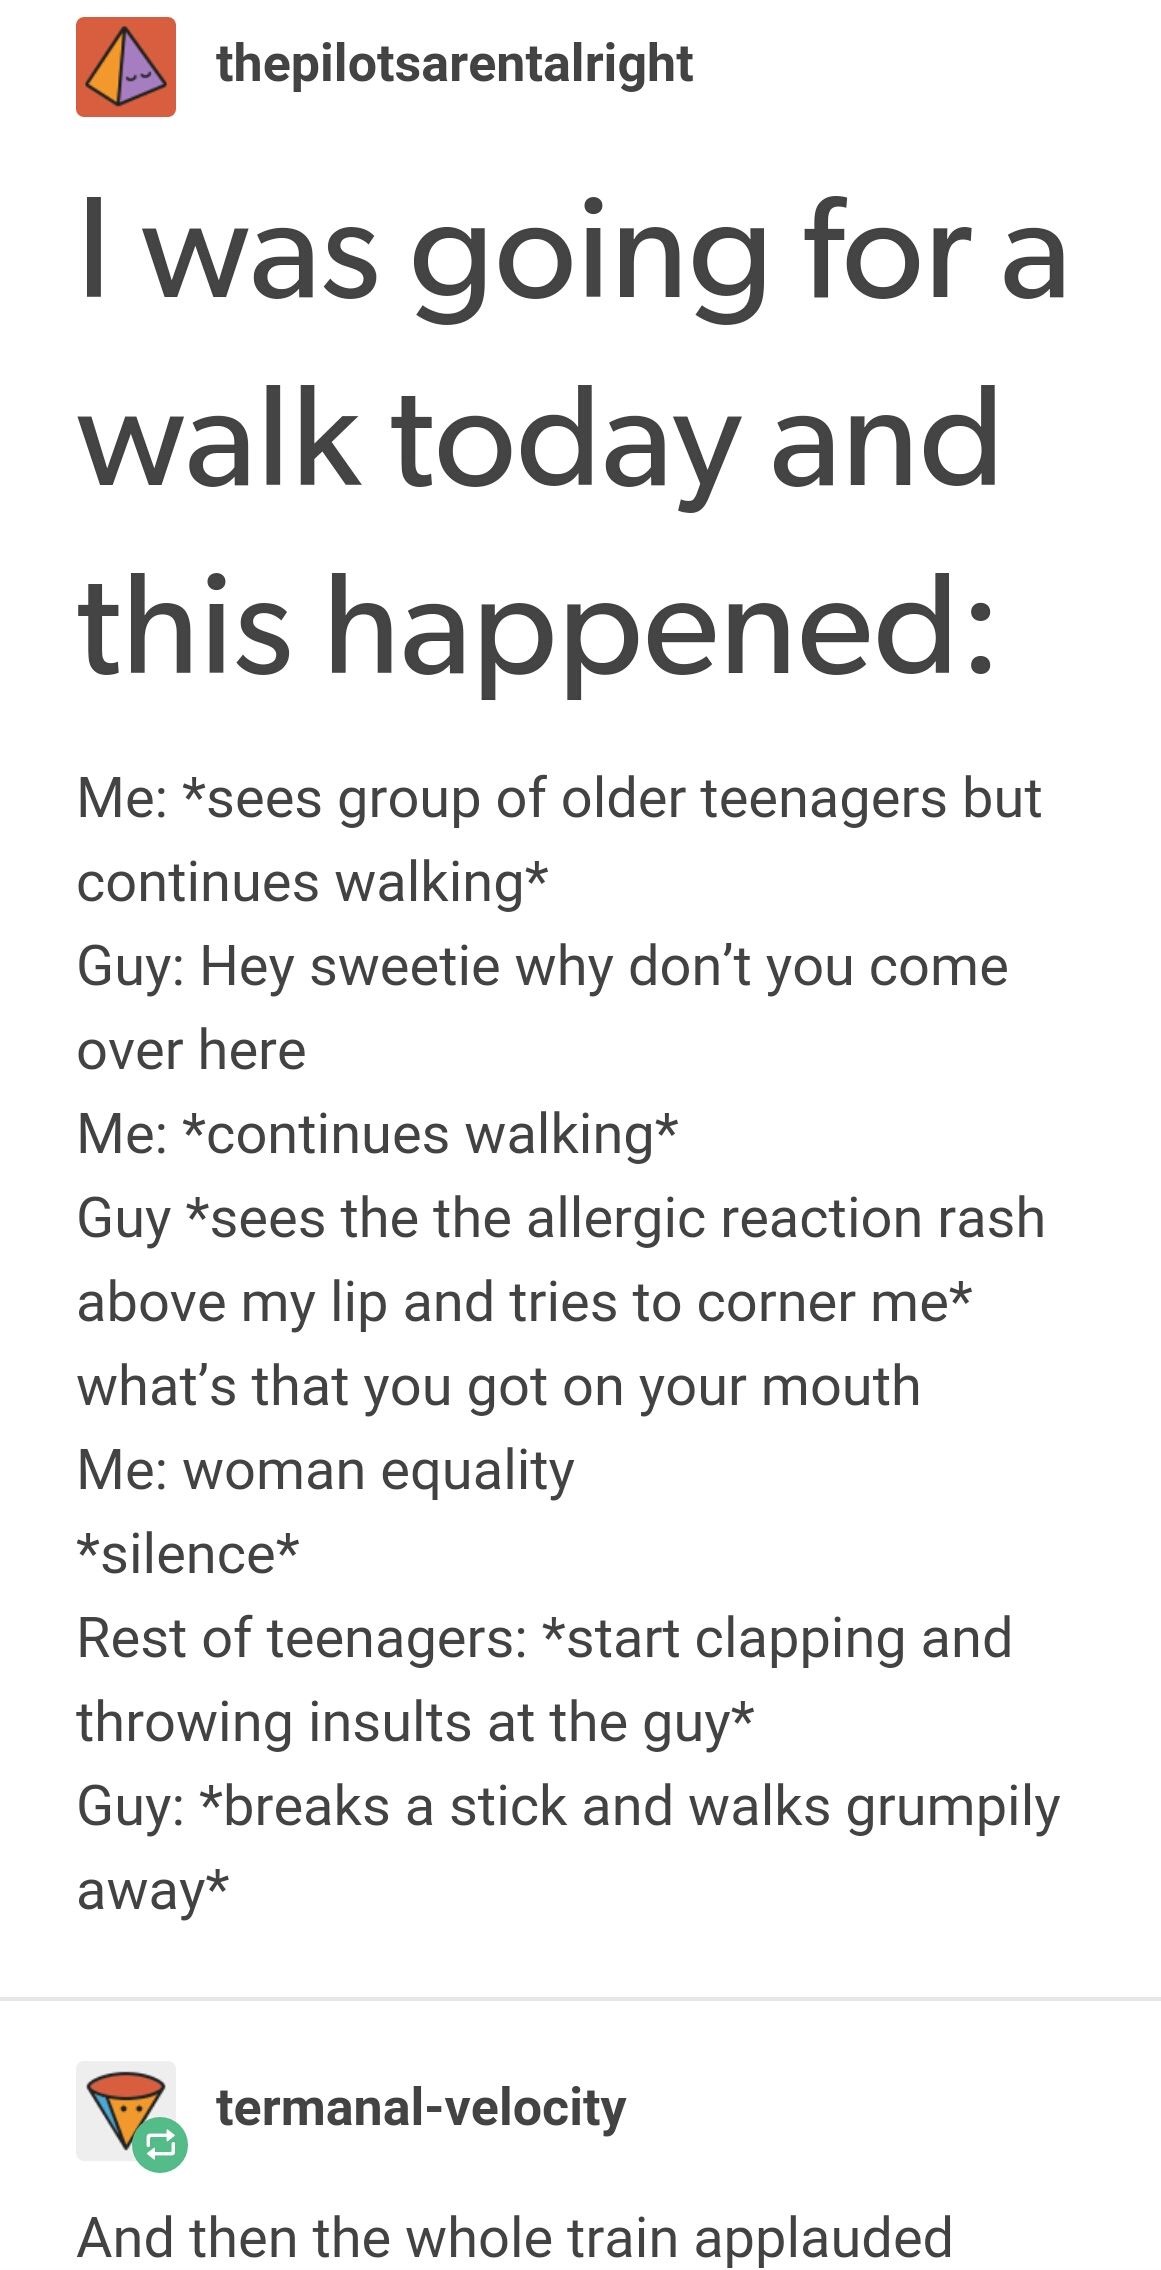 thepilotsarentalright
I was going for a
walk today and
this happened:
Me: *sees group of older teenagers but
continues walking*
Guy: Hey sweetie why don’t you come
over here
Me: *continues walking*
Guy *sees the the allergic reaction rash
above my lip and tries to corner me*
what’s that you got on your mouth
Me: woman equality
*silence*
Rest of teenagers: *start clapping and
throwing insults at the guy*
Guy: *breaks a stick and walks grumpily
away*
termanal-velocity
And then the whole train applauded